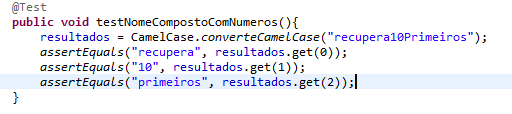 @Test
public void testNomeCompostoComNumeros(){
resultados = CamelCase.converteCamelCase("recupera10Primeiros");
assertEquals("recupera", resultados.get(0));
assertEquals("10", resultados.get(1));
assertEquals("primeiros", resultados.get(2));
}